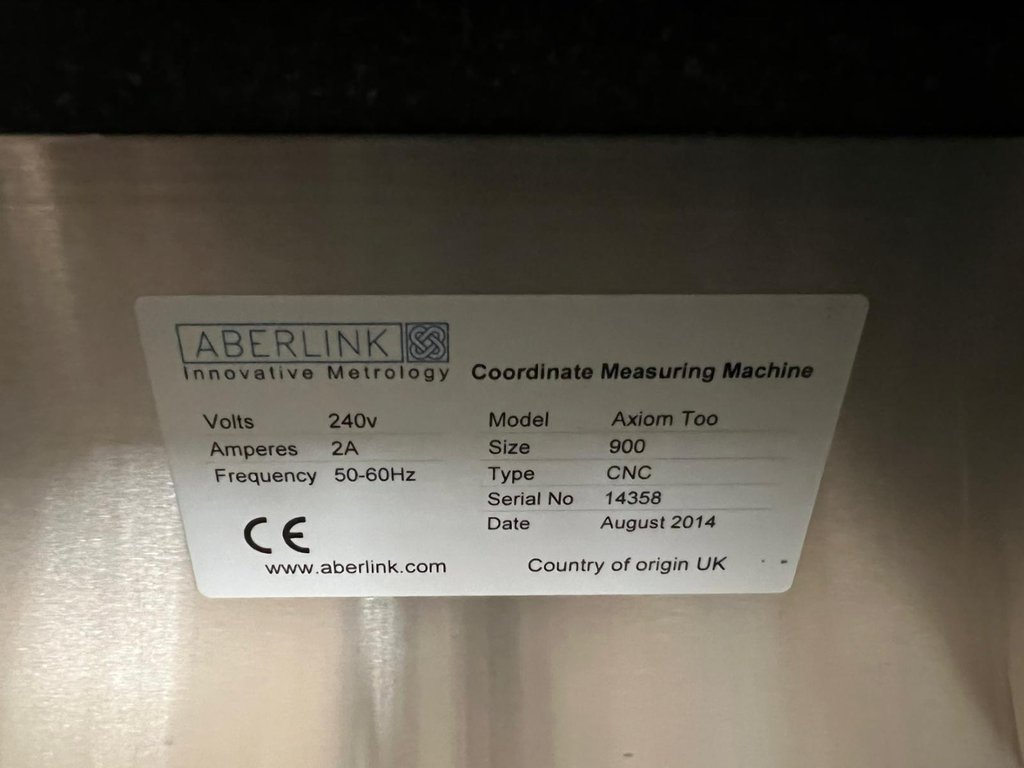 ABERLINK
Innovative Metrology
Coordinate Measuring Machine
Volts 240v
Amperes 2A
Frequency 50-60Hz
Model Axiom Too
Size 900
Type CNC
Serial No 14358
Date August 2014
CE
www.aberlink.com
Country of origin UK